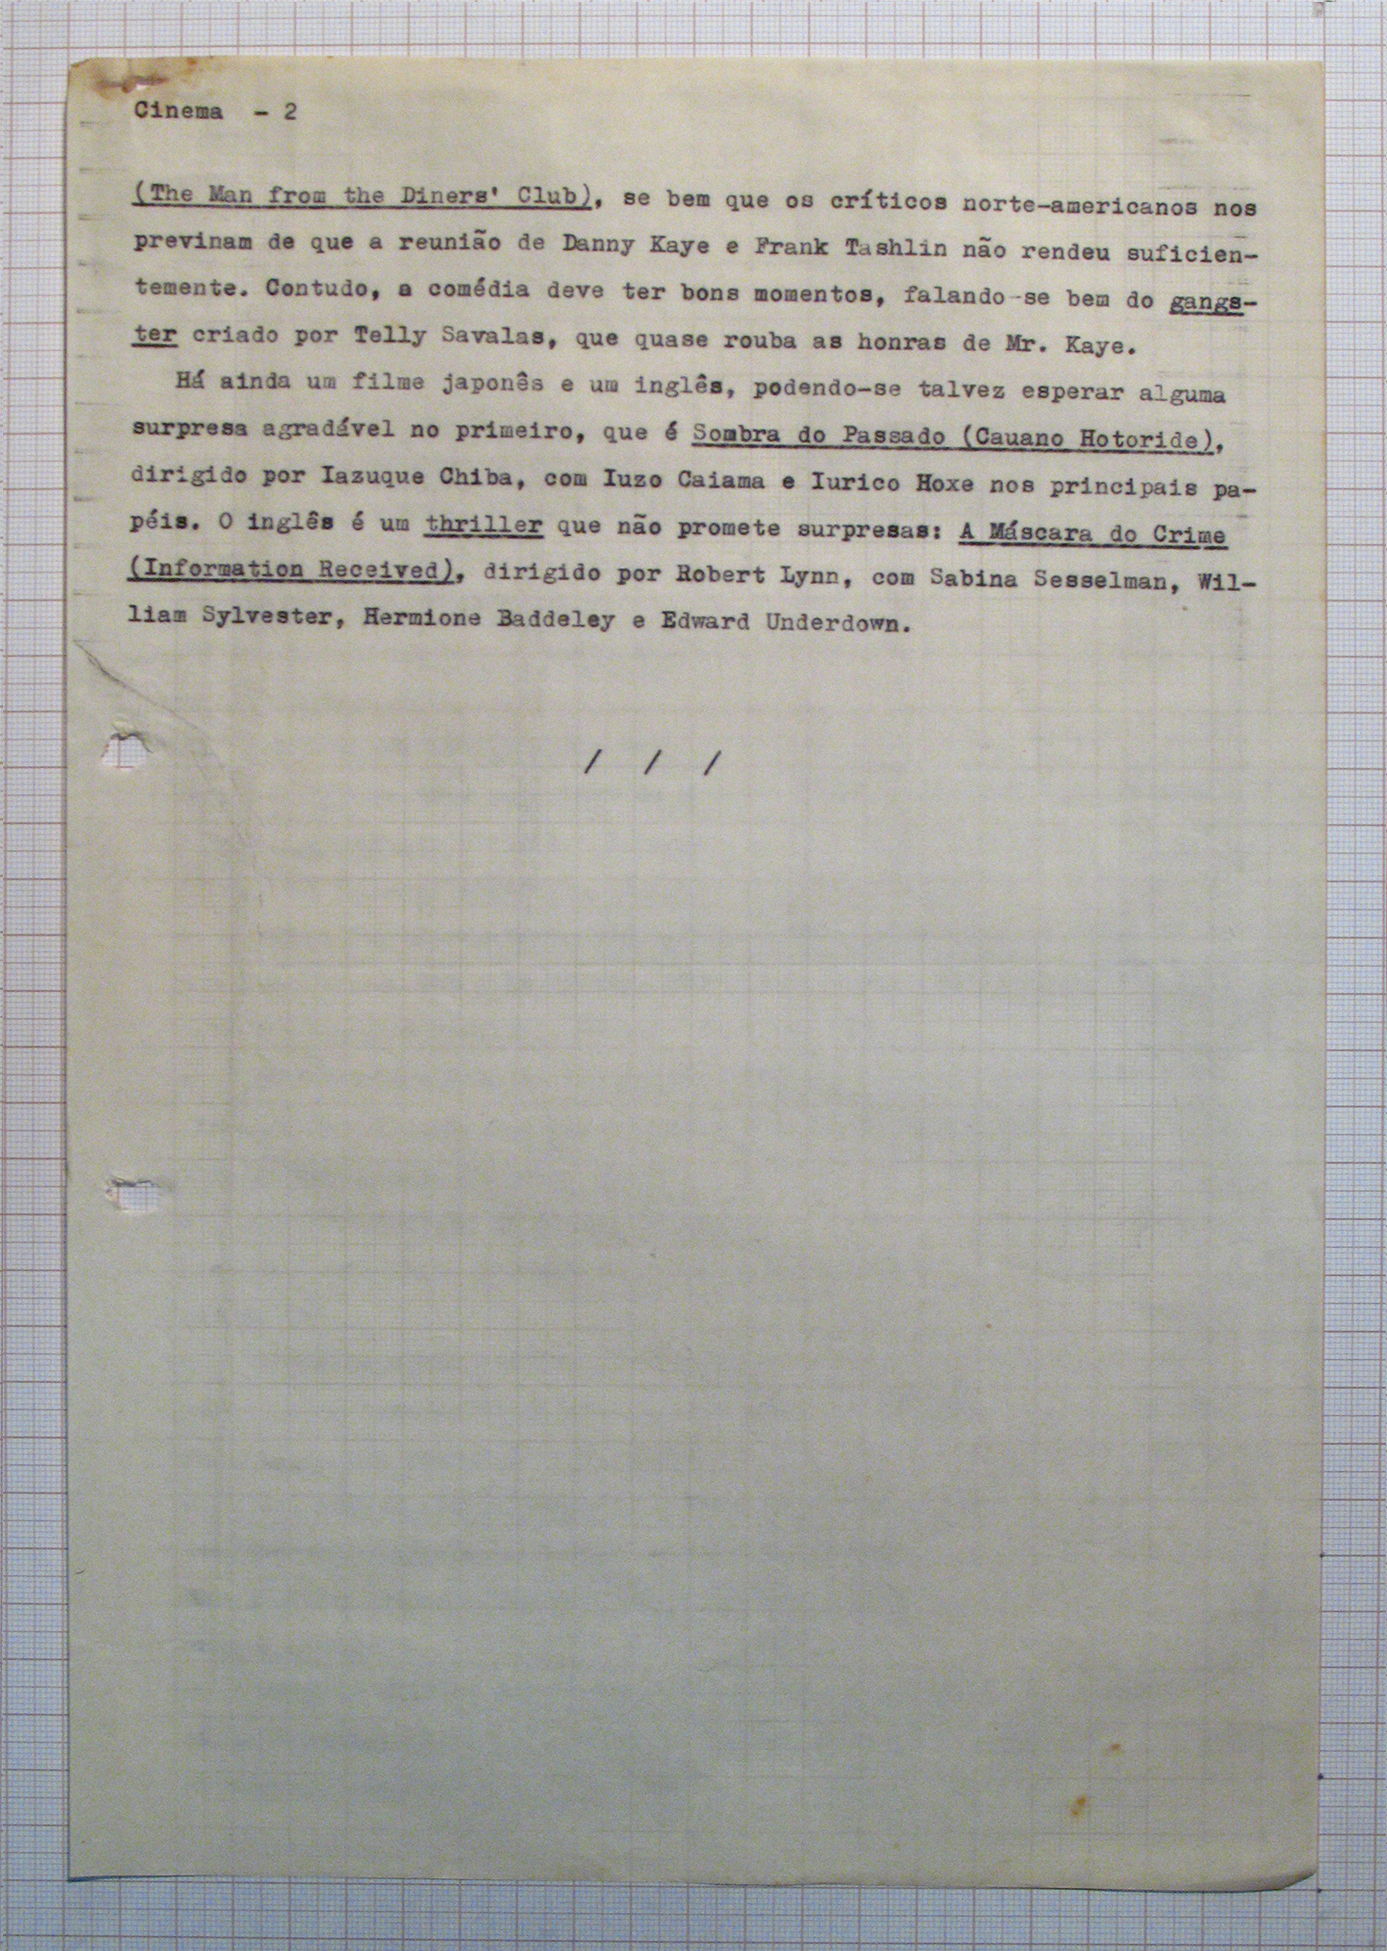 Cinema - 2
(The Man from the Diners' Club), se bem que os críticos norte-americanos nos
previnam de que a reunião de Danny Kaye e Frank Tashlin não rendeu suficien-
temente. Contudo, a comédia deve ter bons momentos, falando-se bem do gangs-
ter criado por Telly Savalas, que quase rouba as honras de Mr. Kaye.
Há ainda um filme japonês e um inglês, podendo-se talvez esperar alguma
surpresa agradável no primeiro, que é Sombra do Passado (Cauano Hotoride),
dirigido por Iazuque Chiba, com Iuzo Caiama e Iurico Hoxe nos principais pa-
péis. O inglês é um thriller que não promete surpresas: A Máscara do Crime
(Information Received), dirigido por Robert Lynn, com Sabina Sesselman, Wil-
liam Sylvester, Hermione Baddeley e Edward Underdown.
/ / /